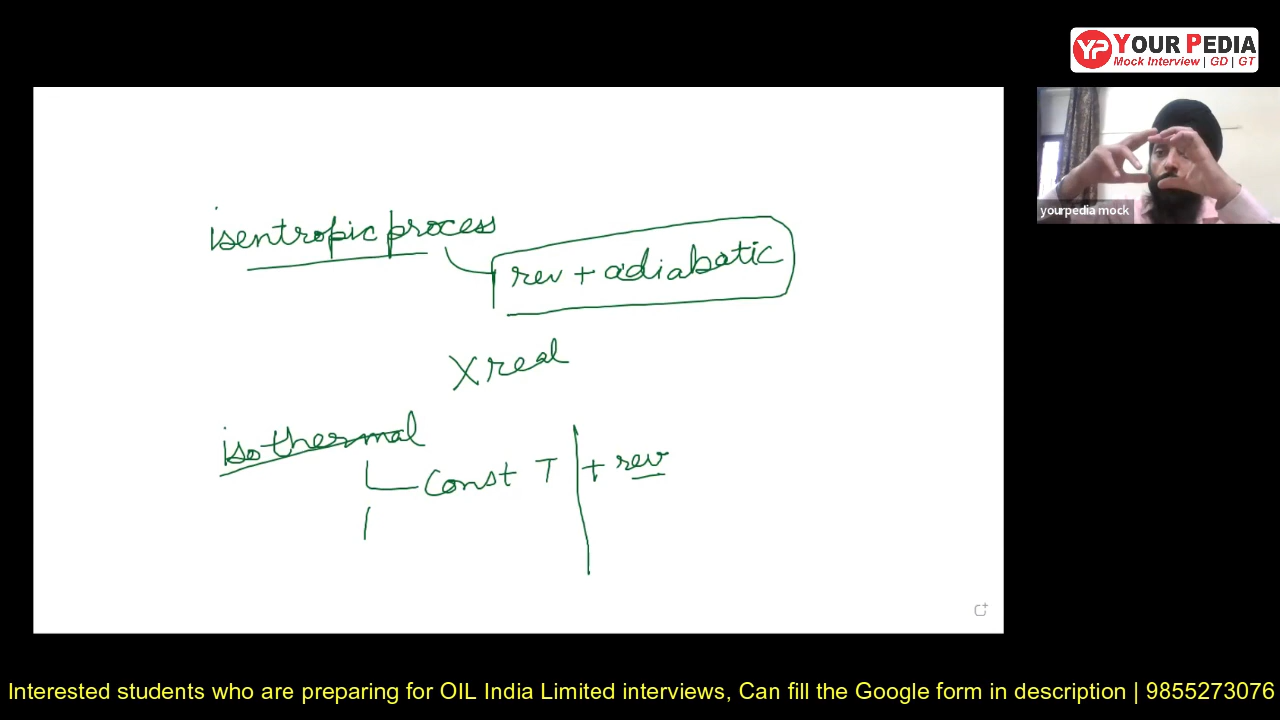 YOUR PEDIA
Mock Interview | GD | GT
YP
yourpedia mock
isentropic process
rev + adiabatic
X real
isothermal
Const T + rev
Interested students who are preparing for OIL India Limited interviews, Can fill the Google form in description | 9855273076